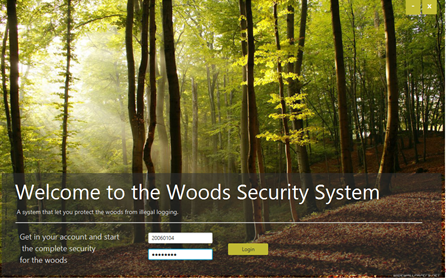 Welcome to the Woods Security System
A system that let you protect the woods from illegal logging.
Get in your account and start
the complete security
for the woods
20060104
Login